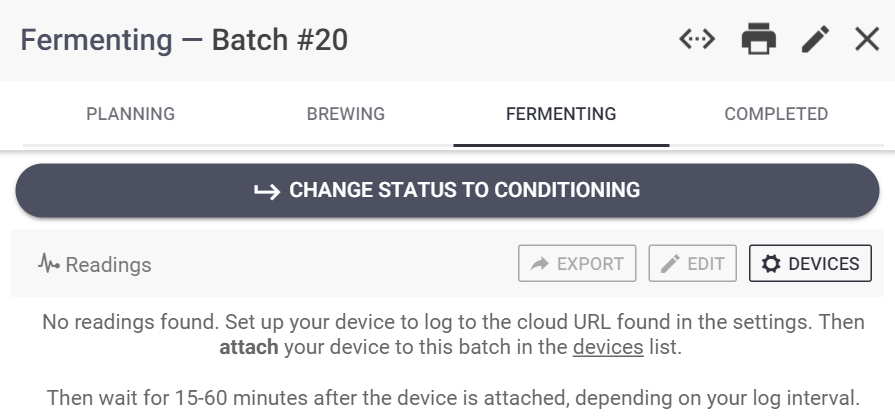 Fermenting — Batch #20
PLANNING BREWING FERMENTING COMPLETED
CHANGE STATUS TO CONDITIONING
Readings EXPORT EDIT DEVICES
No readings found. Set up your device to log to the cloud URL found in the settings. Then
attach your device to this batch in the devices list.
Then wait for 15-60 minutes after the device is attached, depending on your log interval.